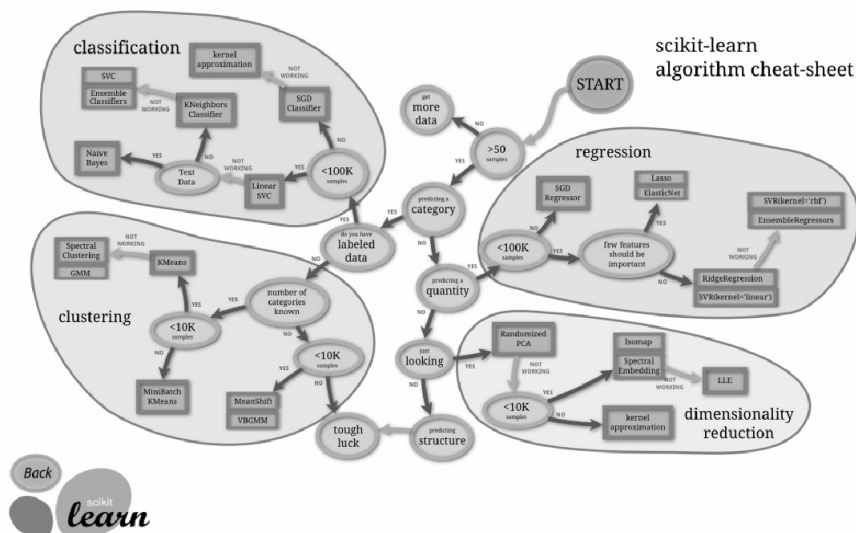 scikit-learn
algorithm cheat-sheet
START
get
more
data
NO
>50
samples
YES
predicting a
category
YES
NO
do you have
labeled
data
YES
NO
predicting a
quantity
YES
NO
just
looking
YES
NO
predicting
structure
tough
luck
classification
kernel
approximation
NOT
WORKING
SVC
Ensemble
Classifiers
NOT
WORKING
KNeighbors
Classifier
SGD
Classifier
NO
Naive
Bayes
YES
NO
Text
Data
NOT
WORKING
Linear
SVC
YES
<100K
samples
regression
SGD
Regressor
NO
<100K
samples
YES
Lasso
ElasticNet
YES
few features
should be
important
NO
RidgeRegression
SVR(kernel='linear')
NOT
WORKING
SVR(kernel='rbf')
EnsembleRegressors
clustering
Spectral
Clustering
GMM
NOT
WORKING
KMeans
YES
<10K
samples
NO
MiniBatch
KMeans
YES
number of
categories
known
NO
<10K
samples
YES
NO
MeanShift
VBGMM
dimensionality
reduction
Randomized
PCA
NOT
WORKING
<10K
samples
YES
NO
Isomap
Spectral
Embedding
NOT
WORKING
LLE
kernel
approximation
Back
scikit
learn